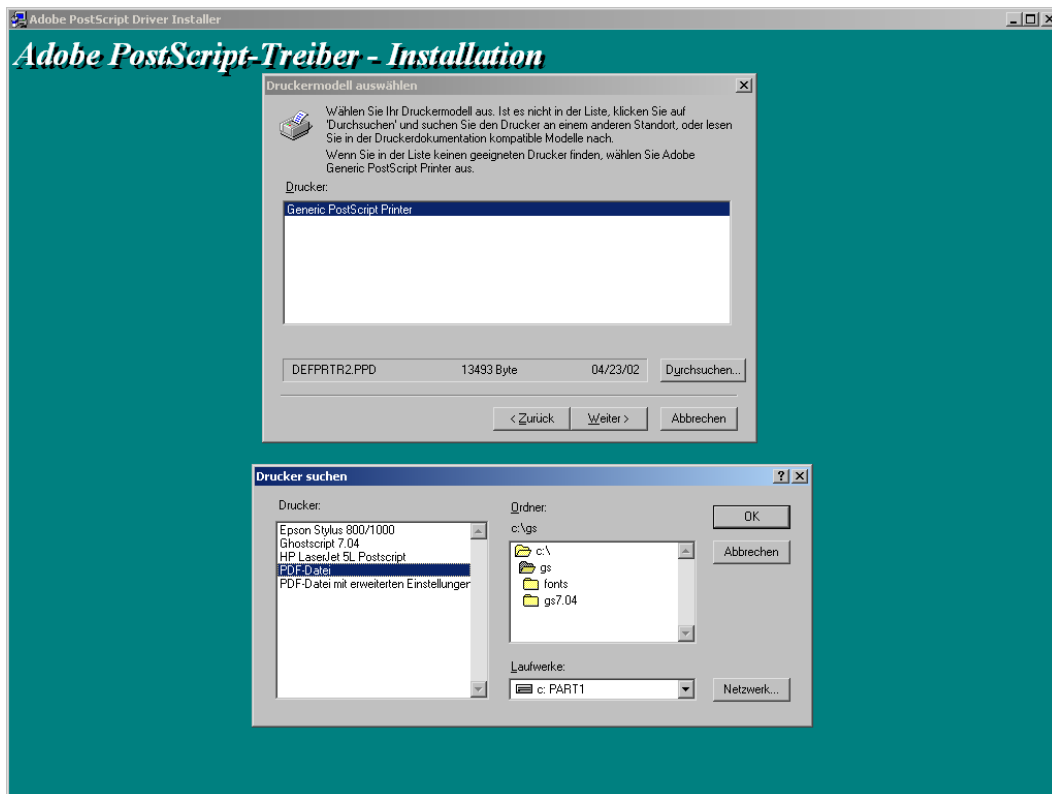 Adobe PostScript Driver Installer
Adobe PostScript-Treiber - Installation
Druckermodell auswählen
Wählen Sie Ihr Druckermodell aus. Ist es nicht in der Liste, klicken Sie auf
'Durchsuchen' und suchen Sie den Drucker an einem anderen Standort, oder lesen
Sie in der Druckerdokumentation kompatible Modelle nach.
Wenn Sie in der Liste keinen geeigneten Drucker finden, wählen Sie Adobe
Generic PostScript Printer aus.
Drucker:
Generic PostScript Printer
DEFPRTR2.PPD 13493 Byte 04/23/02 Durchsuchen...
< Zurück Weiter > Abbrechen
Drucker suchen
Drucker:
Epson Stylus 800/1000
Ghostscript 7.04
HP LaserJet 5L Postscript
PDF-Datei
PDF-Datei mit erweiterten Einstellunger
Ordner:
c:\gs
c:\
gs
fonts
gs7.04
Laufwerke:
c: PART1
OK
Abbrechen
Netzwerk...